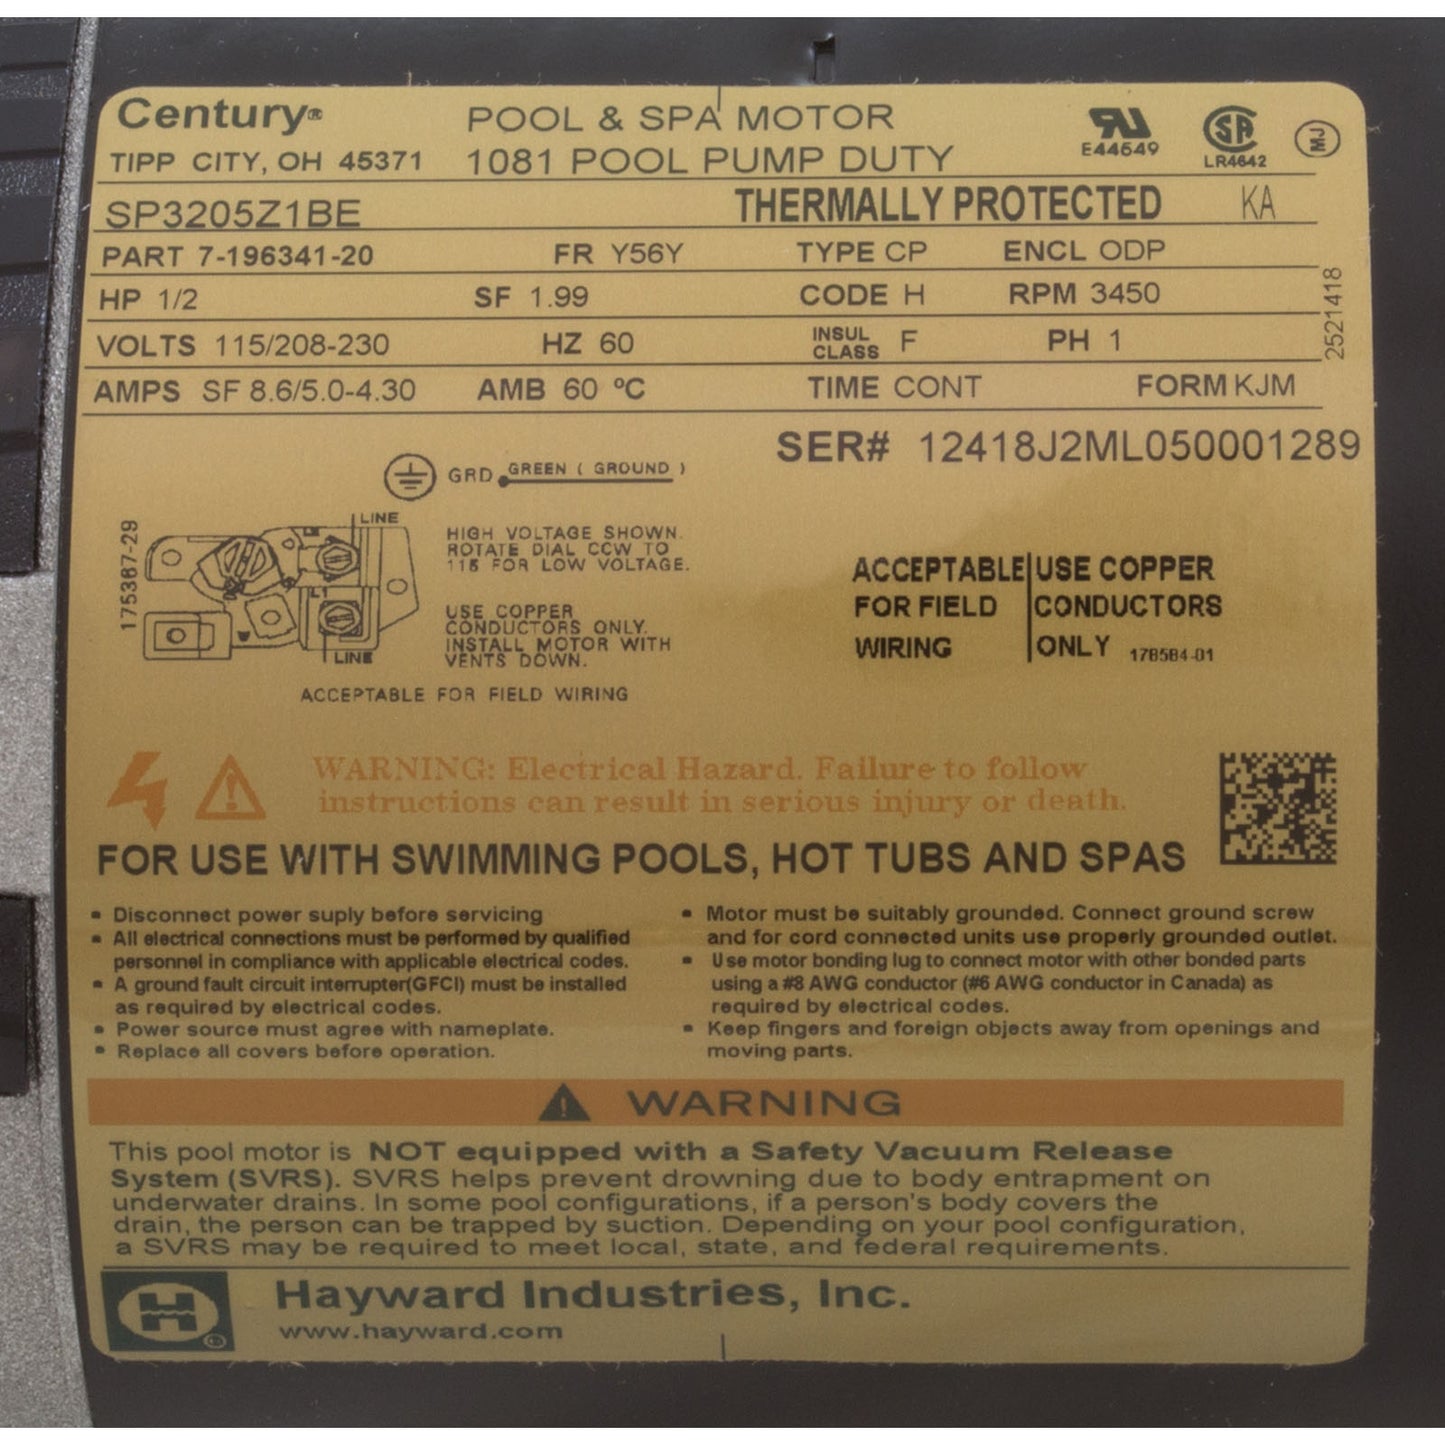 Century®
POOL & SPA MOTOR
TIPP CITY, OH 45371
1081 POOL PUMP DUTY
E44549
LR4642
SP3205Z1BE
THERMALLY PROTECTED
KA
PART 7-196341-20 FR Y56Y TYPE CP ENCL ODP
HP 1/2 SF 1.99 CODE H RPM 3450
VOLTS 115/208-230 HZ 60 INSUL CLASS F PH 1
AMPS SF 8.6/5.0-4.30 AMB 60 ºC TIME CONT FORM KJM
2521418
SER# 12418J2ML050001289
GRD GREEN ( GROUND )
175387-29
LINE
L1
LINE
HIGH VOLTAGE SHOWN.
ROTATE DIAL CCW TO
115 FOR LOW VOLTAGE.
USE COPPER
CONDUCTORS ONLY.
INSTALL MOTOR WITH
VENTS DOWN.
ACCEPTABLE FOR FIELD WIRING
ACCEPTABLE
FOR FIELD
WIRING
USE COPPER
CONDUCTORS
ONLY 178584-01
WARNING: Electrical Hazard. Failure to follow
instructions can result in serious injury or death.
FOR USE WITH SWIMMING POOLS, HOT TUBS AND SPAS
▪ Disconnect power suply before servicing
▪ All electrical connections must be performed by qualified
personnel in compliance with applicable electrical codes.
▪ A ground fault circuit interrupter(GFCI) must be installed
as required by electrical codes.
▪ Power source must agree with nameplate.
▪ Replace all covers before operation.
▪ Motor must be suitably grounded. Connect ground screw
and for cord connected units use properly grounded outlet.
▪ Use motor bonding lug to connect motor with other bonded parts
using a #8 AWG conductor (#6 AWG conductor in Canada) as
required by electrical codes.
▪ Keep fingers and foreign objects away from openings and
moving parts.
WARNING
This pool motor is NOT equipped with a Safety Vacuum Release
System (SVRS). SVRS helps prevent drowning due to body entrapment on
underwater drains. In some pool configurations, if a person's body covers the
drain, the person can be trapped by suction. Depending on your pool configuration,
a SVRS may be required to meet local, state, and federal requirements.
H
Hayward Industries, Inc.
www.hayward.com